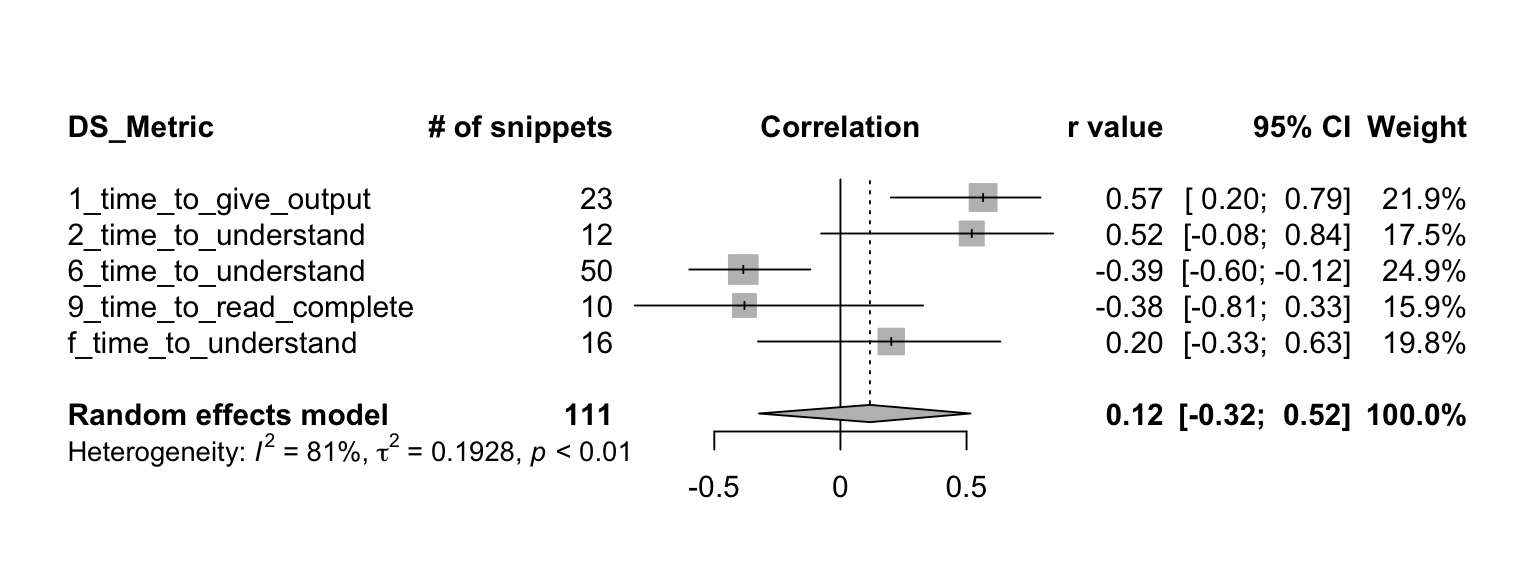 DS_Metric # of snippets Correlation r value 95% CI Weight
1_time_to_give_output 23 0.57 [ 0.20; 0.79] 21.9%
2_time_to_understand 12 0.52 [-0.08; 0.84] 17.5%
6_time_to_understand 50 -0.39 [-0.60; -0.12] 24.9%
9_time_to_read_complete 10 -0.38 [-0.81; 0.33] 15.9%
f_time_to_understand 16 0.20 [-0.33; 0.63] 19.8%
Random effects model 111 0.12 [-0.32; 0.52] 100.0%
Heterogeneity: I² = 81%, τ² = 0.1928, p < 0.01
-0.5 0 0.5